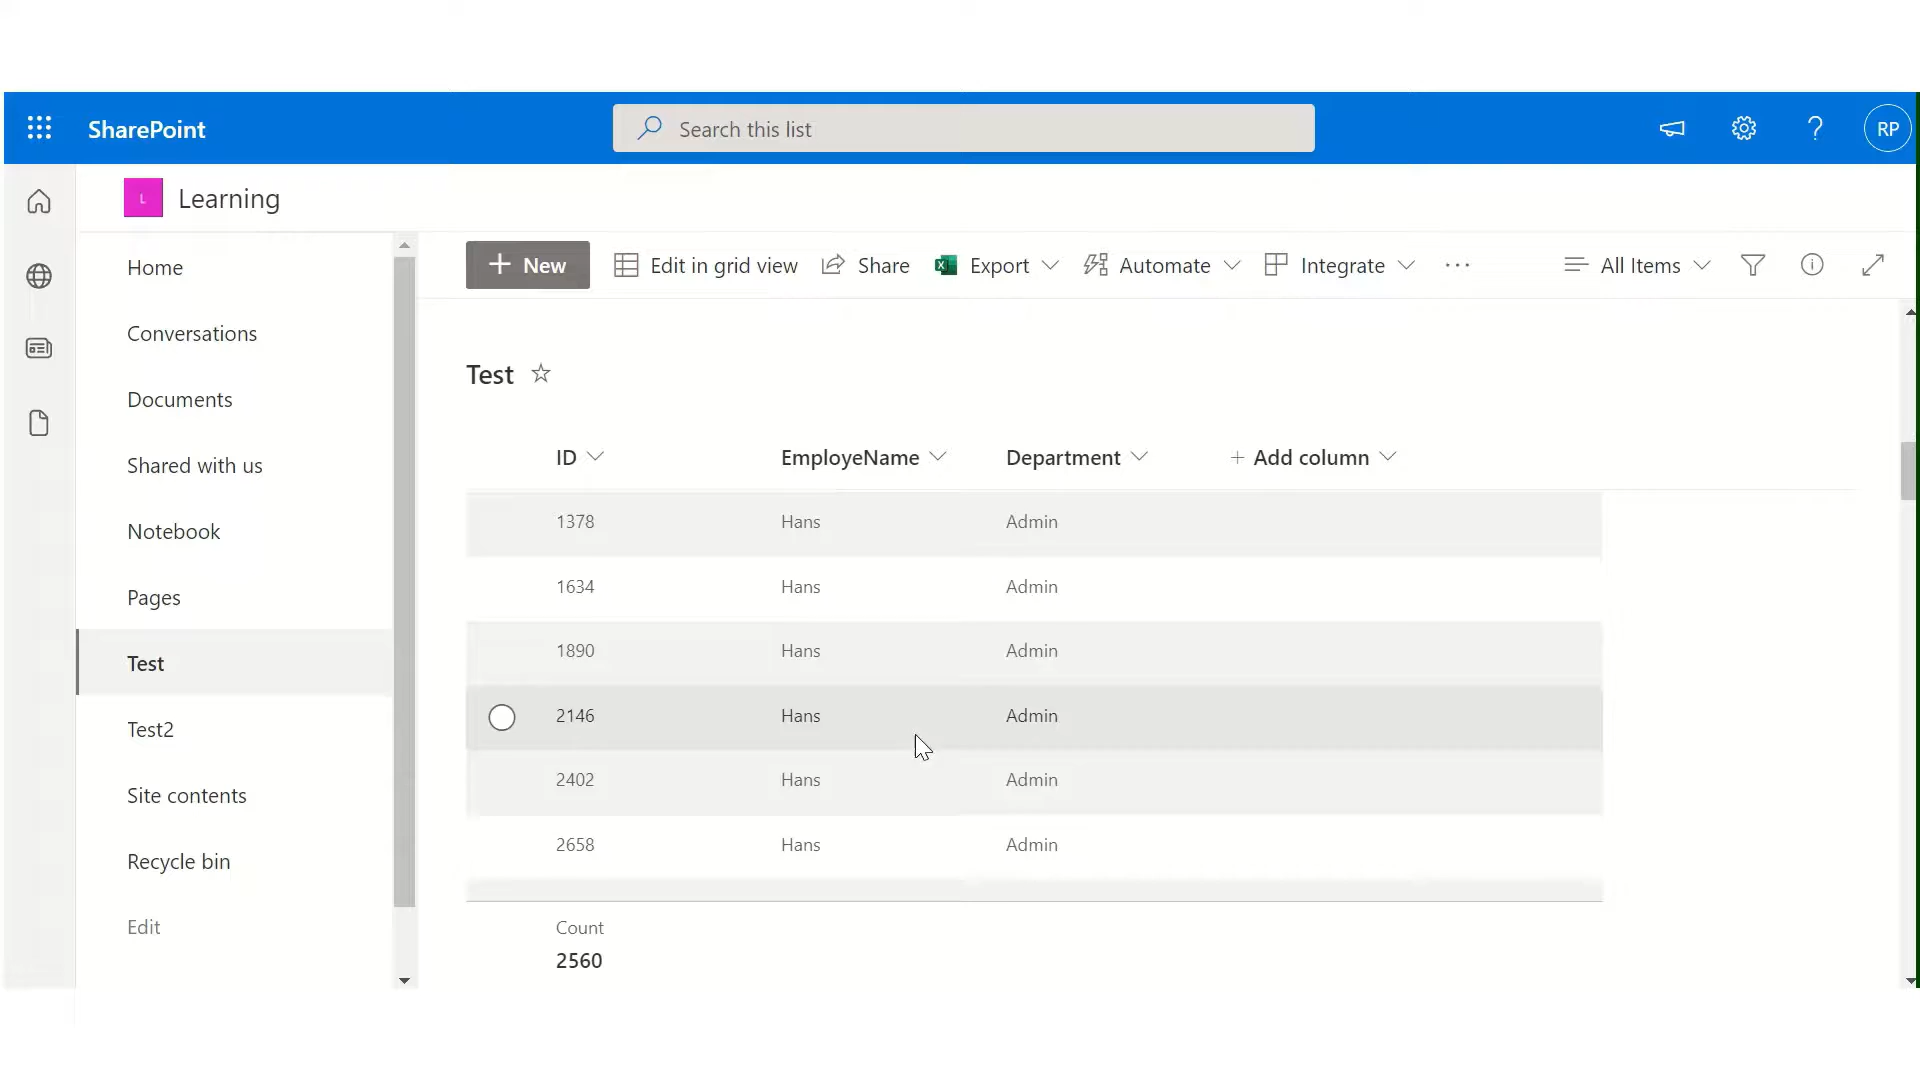 SharePoint
Search this list
RP
L
Learning
Home
Conversations
Documents
Shared with us
Notebook
Pages
Test
Test2
Site contents
Recycle bin
Edit
New
Edit in grid view
Share
Export
Automate
Integrate
All Items
Test
ID EmployeName Department Add column
1378 Hans Admin
1634 Hans Admin
1890 Hans Admin
2146 Hans Admin
2402 Hans Admin
2658 Hans Admin
Count
2560